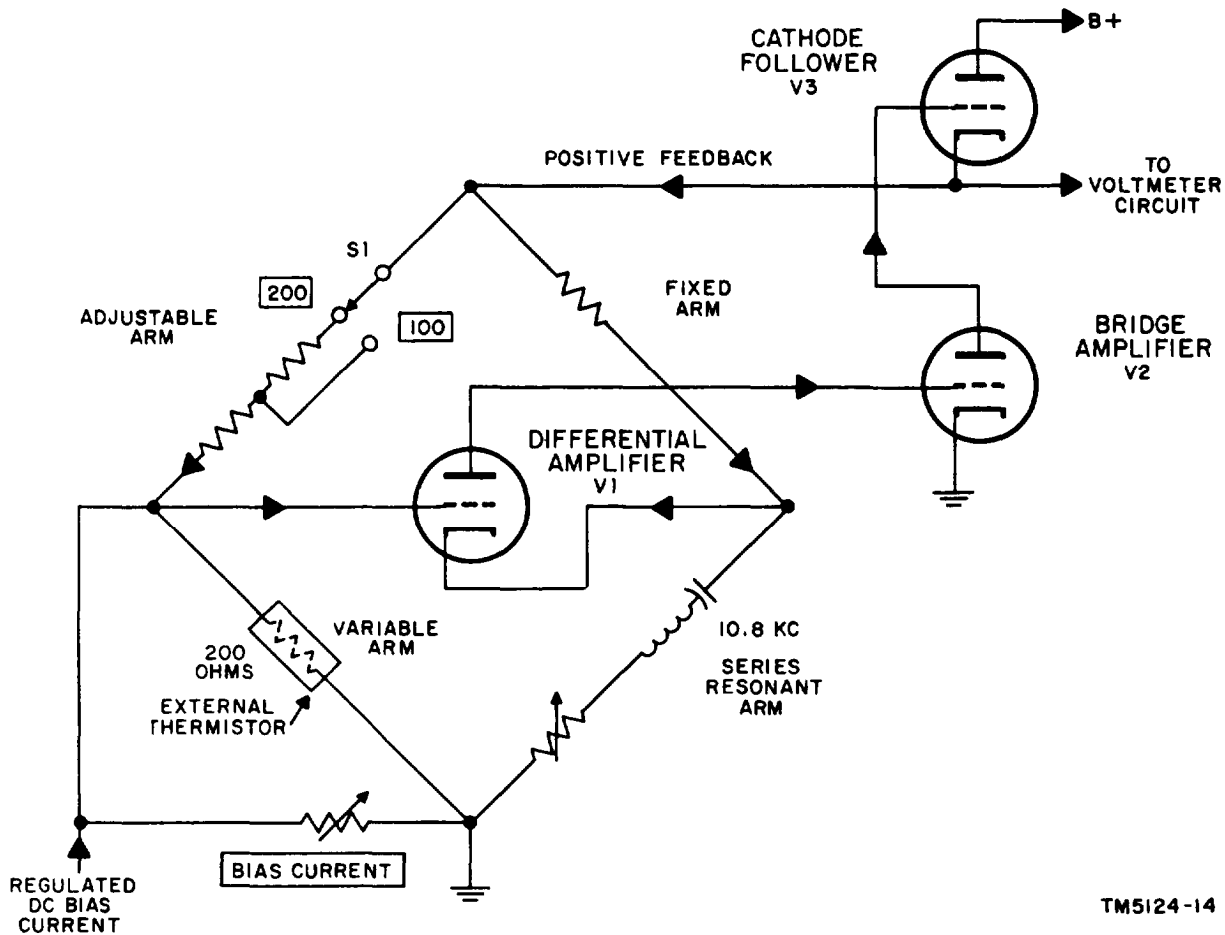 B+
CATHODE
FOLLOWER
V3
POSITIVE FEEDBACK
TO
VOLTMETER
CIRCUIT
S1
200
100
ADJUSTABLE
ARM
FIXED
ARM
BRIDGE
AMPLIFIER
V2
DIFFERENTIAL
AMPLIFIER
V1
10.8 KC
SERIES
RESONANT
ARM
VARIABLE
ARM
200
OHMS
EXTERNAL
THERMISTOR
BIAS CURRENT
REGULATED
DC BIAS
CURRENT
TM5124-14